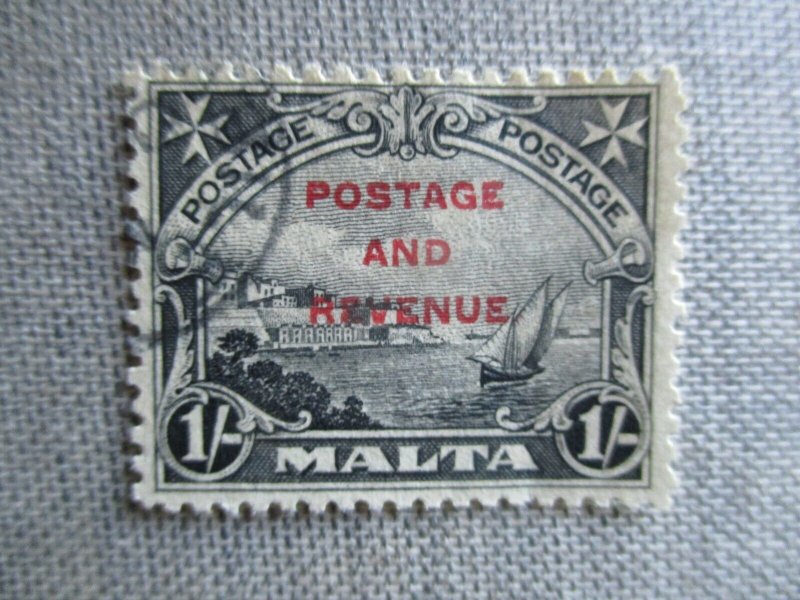 POSTAGE POSTAGE
POSTAGE
AND
REVENUE.
1/- MALTA 1/-